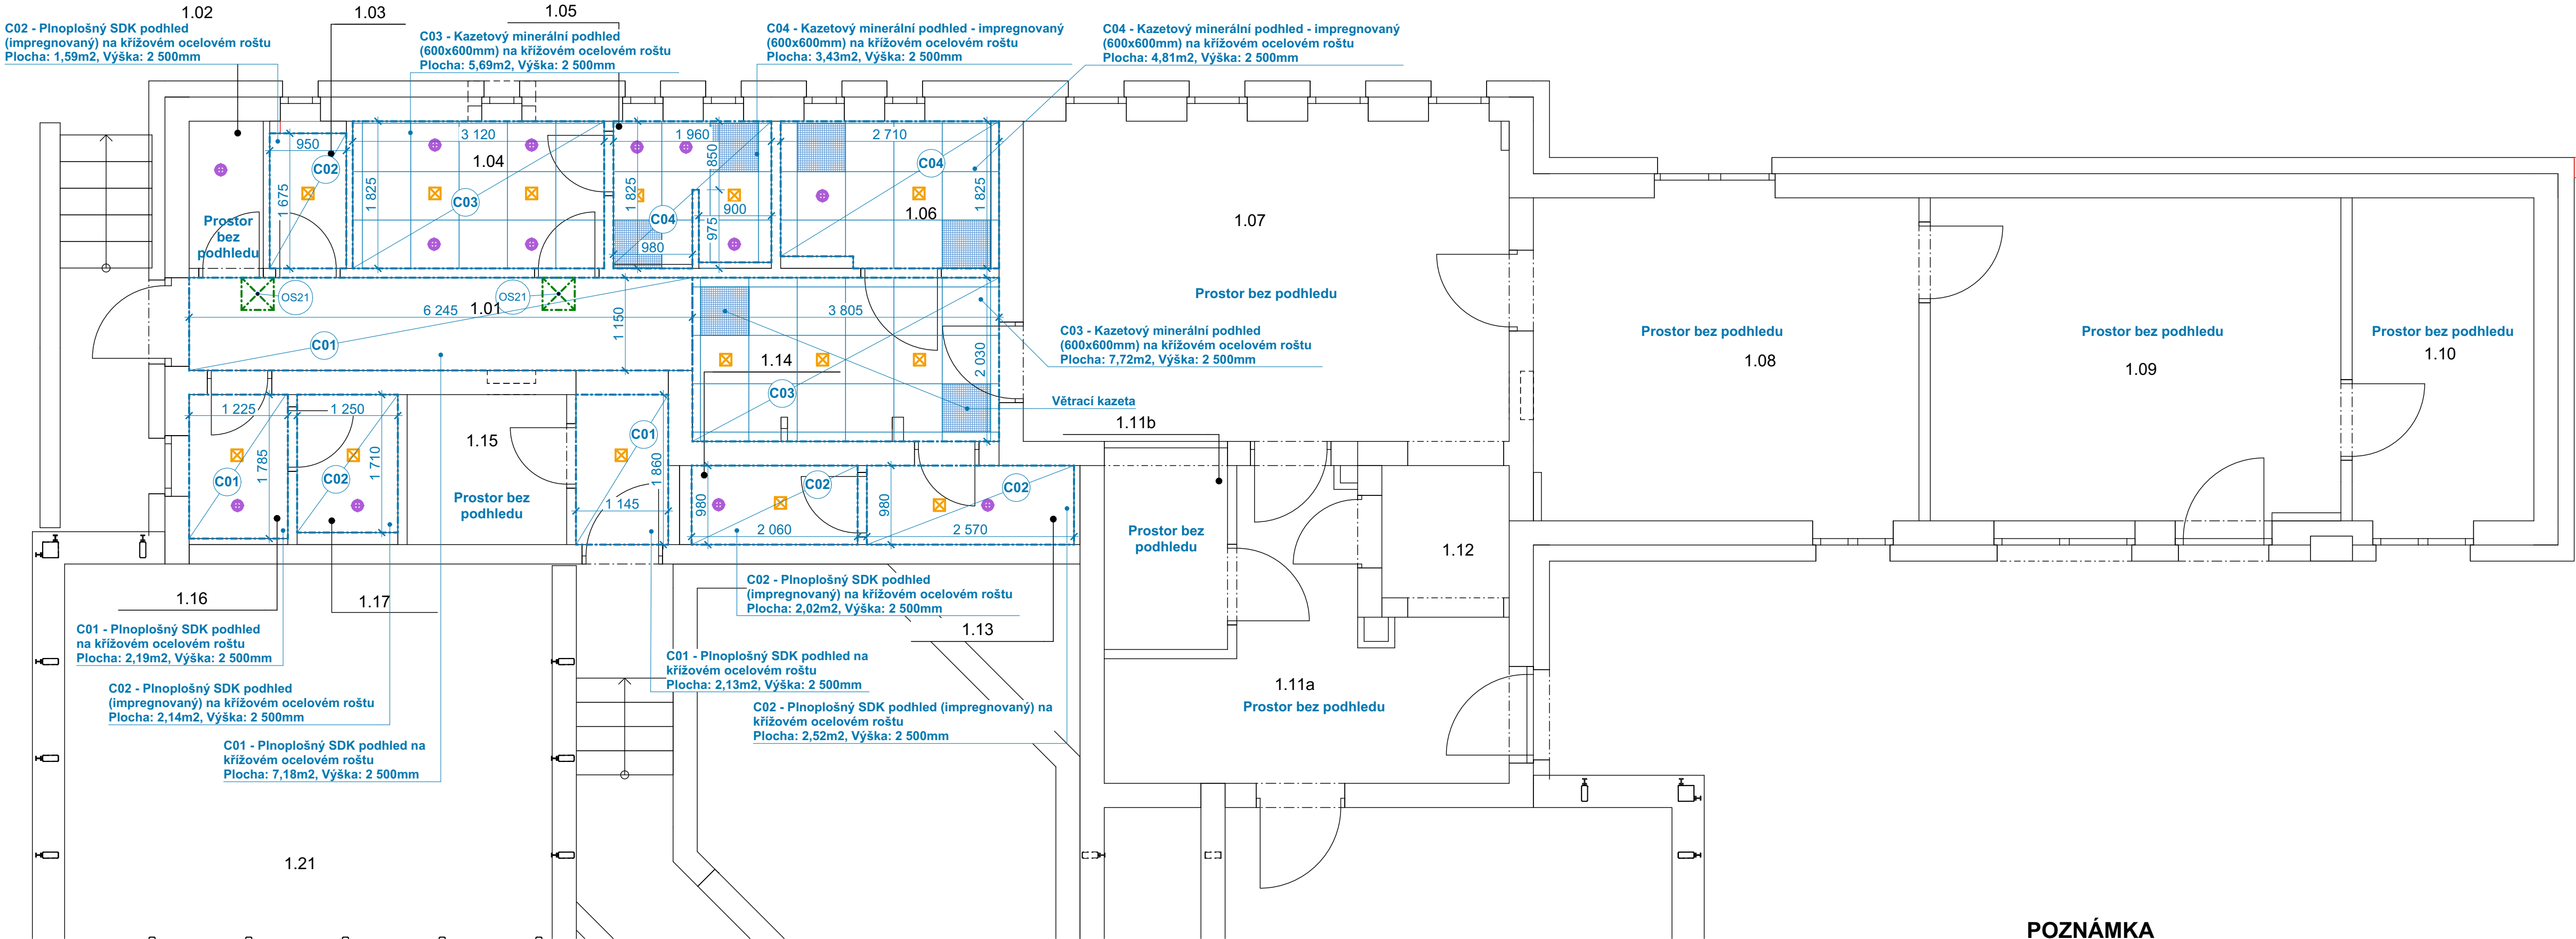 1.02
1.03
1.05
C02 - Plnoplošný SDK podhled
(impregnovaný) na křížovém ocelovém roštu
Plocha: 1,59m2, Výška: 2 500mm
C03 - Kazetový minerální podhled
(600x600mm) na křížovém ocelovém roštu
Plocha: 5,69m2, Výška: 2 500mm
C04 - Kazetový minerální podhled - impregnovaný
(600x600mm) na křížovém ocelovém roštu
Plocha: 3,43m2, Výška: 2 500mm
C04 - Kazetový minerální podhled - impregnovaný
(600x600mm) na křížovém ocelovém roštu
Plocha: 4,81m2, Výška: 2 500mm
950
C02
1 675
Prostor
bez
podhledu
3 120
1.04
1 825
C03
1 960
850
1 825
C04
900
975
980
2 710
C04
1 825
1.06
1.07
Prostor bez podhledu
OS21
OS21
6 245
1.01
1 150
C01
3 805
1.14
2 030
C03
C03 - Kazetový minerální podhled
(600x600mm) na křížovém ocelovém roštu
Plocha: 7,72m2, Výška: 2 500mm
Větrací kazeta
1.11b
Prostor bez podhledu
1.08
Prostor bez podhledu
1.09
Prostor bez podhledu
1.10
1 225
1 785
C01
1 250
1 710
C02
1.15
Prostor bez
podhledu
C01
1 860
1 145
980
C02
2 060
980
C02
2 570
Prostor bez
podhledu
1.12
1.16
1.17
C01 - Plnoplošný SDK podhled
na křížovém ocelovém roštu
Plocha: 2,19m2, Výška: 2 500mm
C02 - Plnoplošný SDK podhled
(impregnovaný) na křížovém ocelovém roštu
Plocha: 2,14m2, Výška: 2 500mm
C01 - Plnoplošný SDK podhled na
křížovém ocelovém roštu
Plocha: 7,18m2, Výška: 2 500mm
C02 - Plnoplošný SDK podhled
(impregnovaný) na křížovém ocelovém roštu
Plocha: 2,02m2, Výška: 2 500mm
1.13
C01 - Plnoplošný SDK podhled na
křížovém ocelovém roštu
Plocha: 2,13m2, Výška: 2 500mm
C02 - Plnoplošný SDK podhled (impregnovaný) na
křížovém ocelovém roštu
Plocha: 2,52m2, Výška: 2 500mm
1.11a
Prostor bez podhledu
1.21
POZNÁMKA